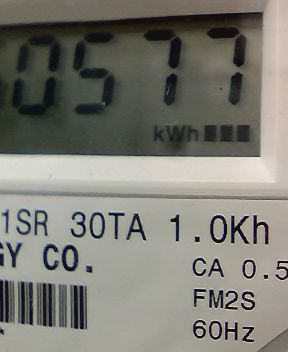 0577
kWh
1SR 30TA 1.0Kh
GY CO.
CA 0.5
FM2S
60Hz